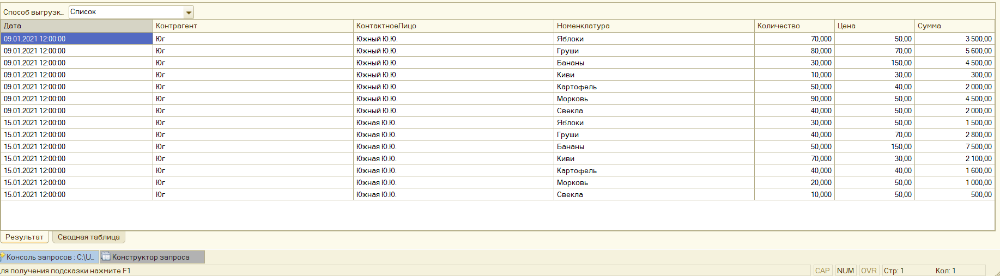 Способ выгрузк... Список
Дата Контрагент КонтактноеЛицо Номенклатура Количество Цена Сумма
09.01.2021 12:00:00 Юг Южный Ю.Ю. Яблоки 70,000 50,00 3 500,00
09.01.2021 12:00:00 Юг Южный Ю.Ю. Груши 80,000 70,00 5 600,00
09.01.2021 12:00:00 Юг Южный Ю.Ю. Бананы 30,000 150,00 4 500,00
09.01.2021 12:00:00 Юг Южный Ю.Ю. Киви 10,000 30,00 300,00
09.01.2021 12:00:00 Юг Южный Ю.Ю. Картофель 50,000 40,00 2 000,00
09.01.2021 12:00:00 Юг Южный Ю.Ю. Морковь 90,000 50,00 4 500,00
09.01.2021 12:00:00 Юг Южный Ю.Ю. Свекла 40,000 50,00 2 000,00
15.01.2021 12:00:00 Юг Южная Ю.Ю. Яблоки 30,000 50,00 1 500,00
15.01.2021 12:00:00 Юг Южная Ю.Ю. Груши 40,000 70,00 2 800,00
15.01.2021 12:00:00 Юг Южная Ю.Ю. Бананы 50,000 150,00 7 500,00
15.01.2021 12:00:00 Юг Южная Ю.Ю. Киви 70,000 30,00 2 100,00
15.01.2021 12:00:00 Юг Южная Ю.Ю. Картофель 40,000 40,00 1 600,00
15.01.2021 12:00:00 Юг Южная Ю.Ю. Морковь 20,000 50,00 1 000,00
15.01.2021 12:00:00 Юг Южная Ю.Ю. Свекла 10,000 50,00 500,00
Результат Сводная таблица
Консоль запросов : C:\U... Конструктор запроса
для получения подсказки нажмите F1 CAP NUM OVR Стр: 1 Кол: 1